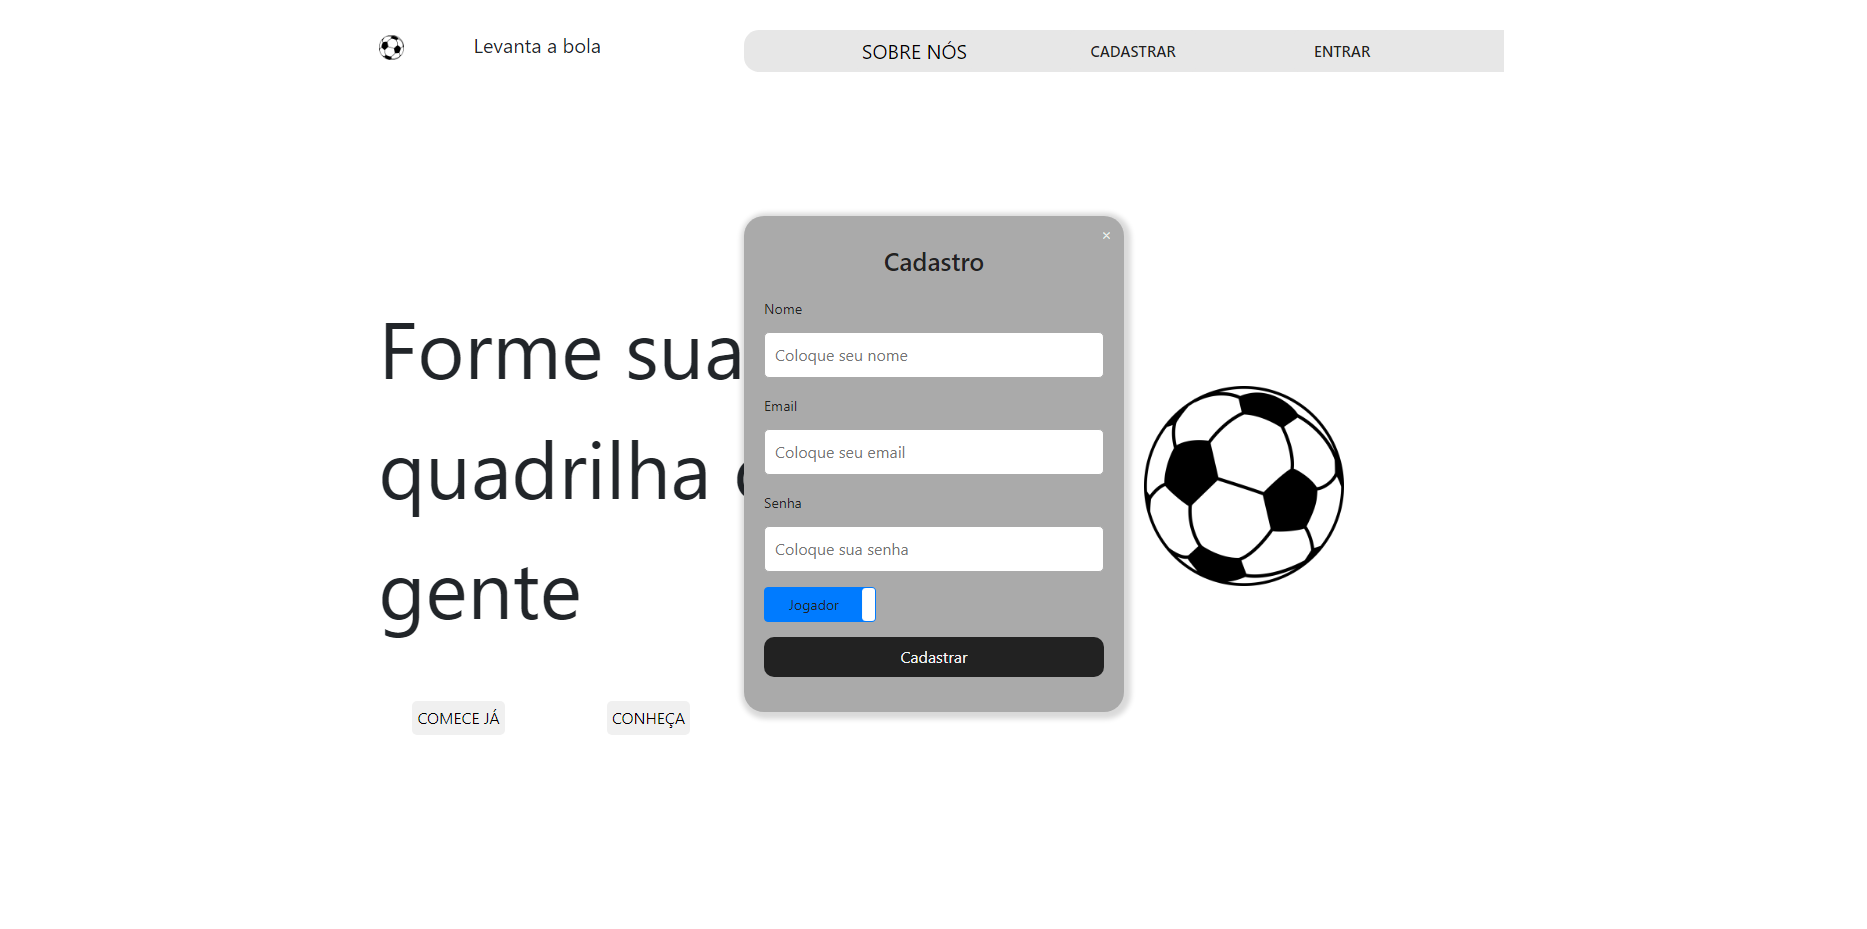 Levanta a bola
SOBRE NÓS
CADASTRAR
ENTRAR
Forme sua
quadrilha
gente
COMECE JÁ
CONHEÇA
×
Cadastro
Nome
Coloque seu nome
Email
Coloque seu email
Senha
Coloque sua senha
Jogador
Cadastrar